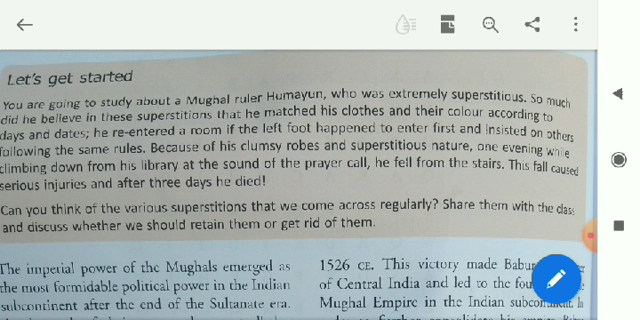 Let's get started
You are going to study about a Mughal ruler Humayun, who was extremely superstitious. So much
did he believe in these superstitions that he matched his clothes and their colour according to
days and dates; he re-entered a room if the left foot happened to enter first and insisted on others
following the same rules. Because of his clumsy robes and superstitious nature, one evening while
climbing down from his library at the sound of the prayer call, he fell from the stairs. This fall caused
serious injuries and after three days he died!
Can you think of the various superstitions that we come across regularly? Share them with the class
and discuss whether we should retain them or get rid of them.
The imperial power of the Mughals emerged as
the most formidable political power in the Indian
subcontinent after the end of the Sultanate era.
1526 CE. This victory made Babur
of Central India and led to the
Mughal Empire in the Indian subcontinent. In